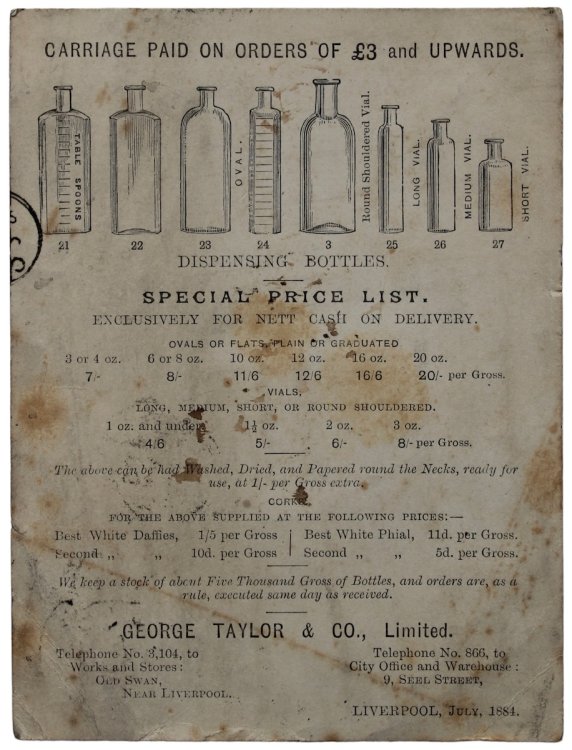 CARRIAGE PAID ON ORDERS OF £3 and UPWARDS.
TABLE SPOONS
OVAL.
Round Shouldered Vial.
LONG VIAL.
MEDIUM VIAL.
SHORT VIAL.
21 22 23 24 3 25 26 27
DISPENSING BOTTLES.
SPECIAL PRICE LIST.
EXCLUSIVELY FOR NETT CASH ON DELIVERY.
OVALS OR FLATS, PLAIN OR GRADUATED
3 or 4 oz. 6 or 8 oz. 10 oz. 12 oz. 16 oz. 20 oz.
7/- 8/- 11/6 12/6 16/6 20/- per Gross.
VIALS,
LONG, MEDIUM, SHORT, OR ROUND SHOULDERED.
1 oz. and under 1½ oz. 2 oz. 3 oz.
4/6 5/- 6/- 8/- per Gross.
The above can be had Washed, Dried, and Papered round the Necks, ready for
use, at 1/- per Gross extra.
CORKS
FOR THE ABOVE SUPPLIED AT THE FOLLOWING PRICES:—
Best White Daffies, 1/5 per Gross | Best White Phial, 11d. per Gross.
Second „ „ 10d. per Gross | Second „ „ 5d. per Gross.
We keep a stock of about Five Thousand Gross of Bottles, and orders are, as a
rule, executed same day as received.
GEORGE TAYLOR & CO., Limited.
Telephone No. 3,104, to
Works and Stores:
OLD SWAN,
NEAR LIVERPOOL.
Telephone No. 866, to
City Office and Warehouse:
9, SEEL STREET,
LIVERPOOL, JULY, 1884.